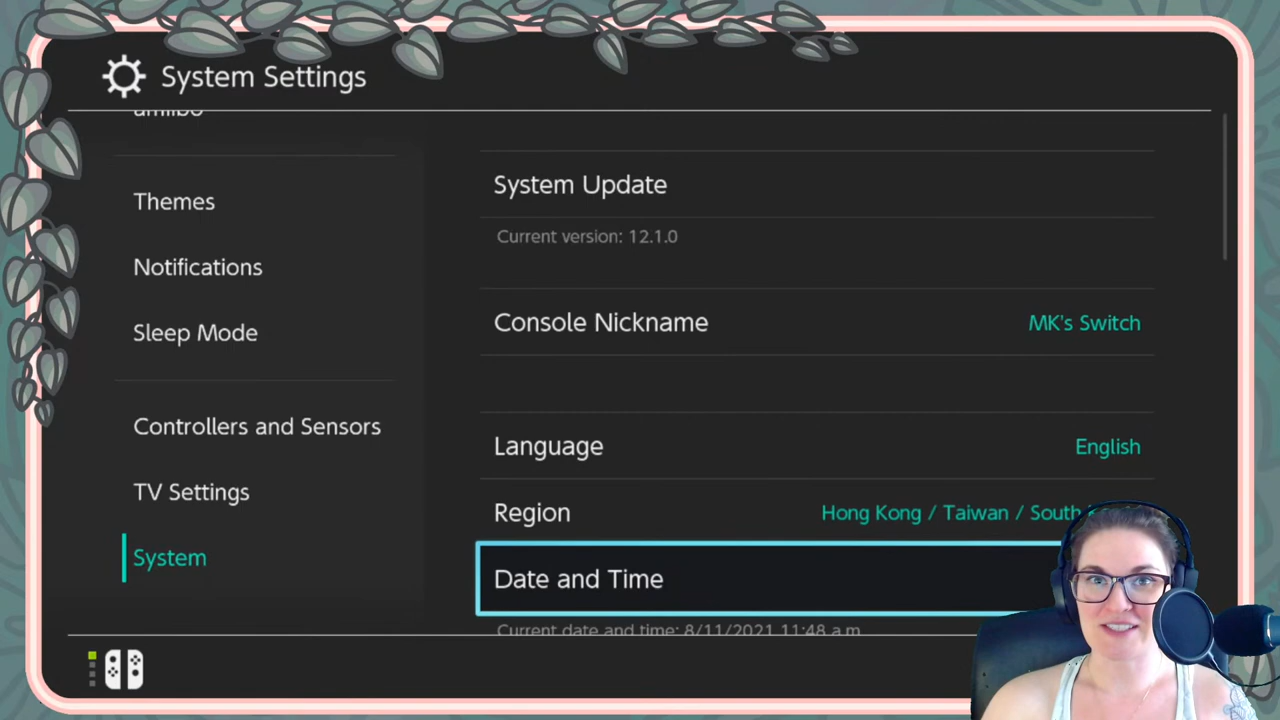 System Settings
amiibo
Themes
Notifications
Sleep Mode
Controllers and Sensors
TV Settings
System
System Update
Current version: 12.1.0
Console Nickname MK's Switch
Language English
Region Hong Kong / Taiwan / South
Date and Time
Current date and time: 8/11/2021 11:48 a.m